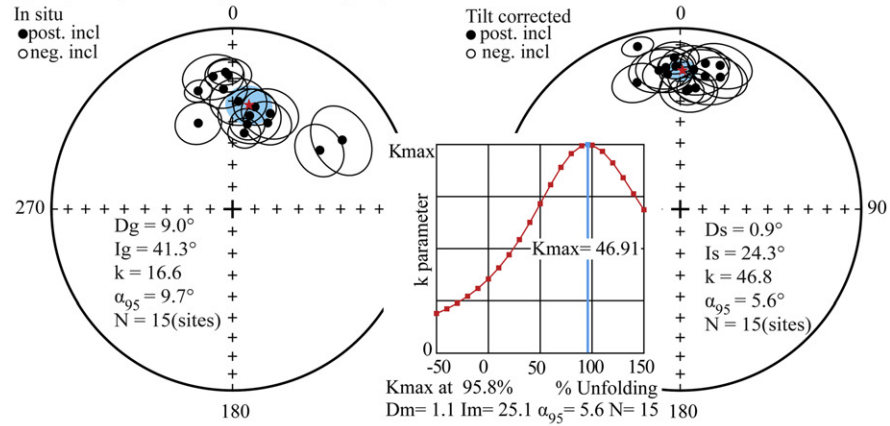 In situ
●post. incl
○neg. incl
0
270
Dg = 9.0°
Ig = 41.3°
k = 16.6
α95 = 9.7°
N = 15(sites)
180
Kmax
k parameter
0
Kmax= 46.91
-50 0 50 100 150
Kmax at 95.8% % Unfolding
Dm= 1.1 Im= 25.1 α95= 5.6 N= 15
Tilt corrected
● post. incl
○ neg. incl
0
90
Ds = 0.9°
Is = 24.3°
k = 46.8
α95 = 5.6°
N = 15(sites)
180